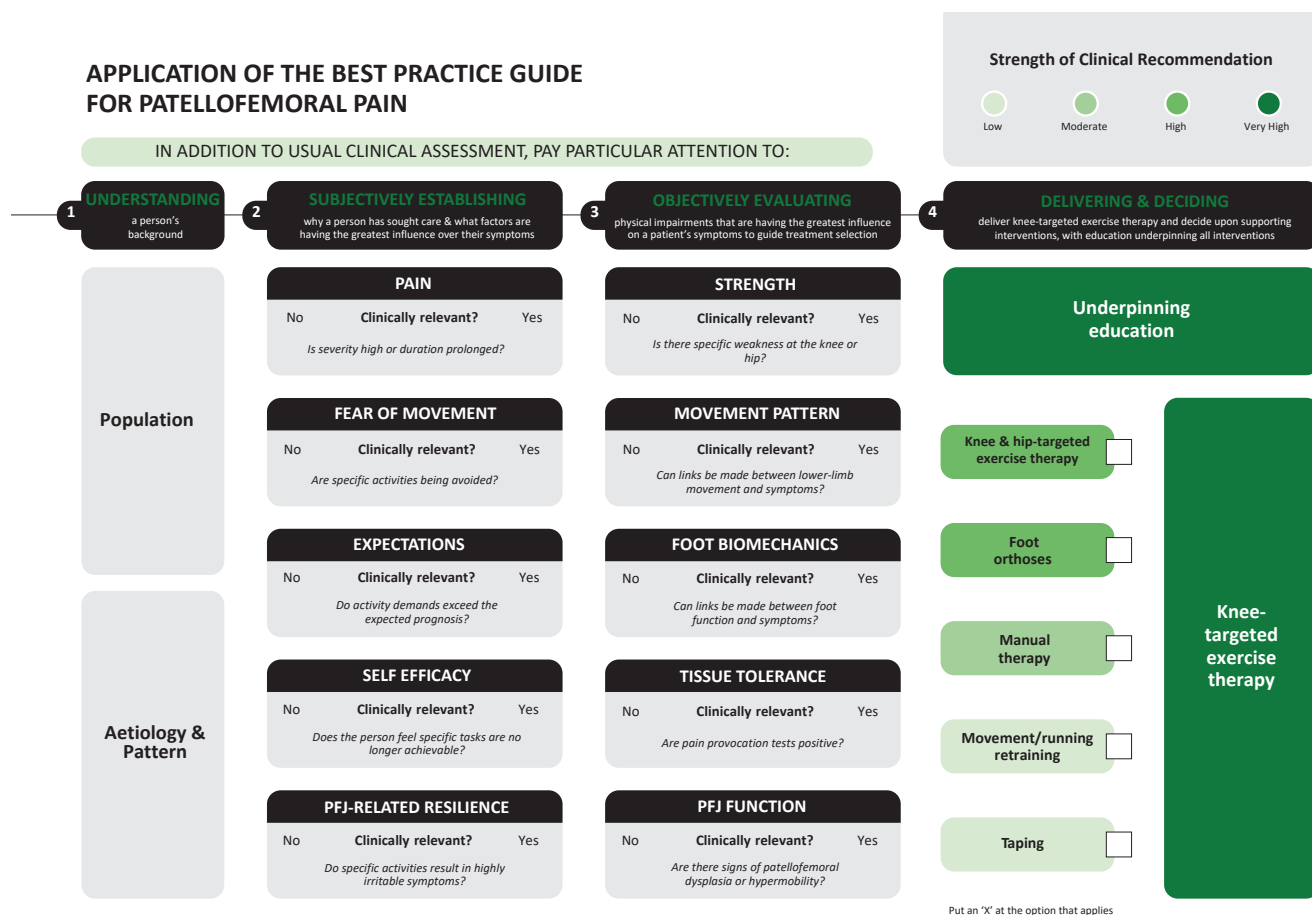 APPLICATION OF THE BEST PRACTICE GUIDE
FOR PATELLOFEMORAL PAIN
Strength of Clinical Recommendation
Low
Moderate
High
Very High
IN ADDITION TO USUAL CLINICAL ASSESSMENT, PAY PARTICULAR ATTENTION TO:
1
UNDERSTANDING
a person's
background
2
SUBJECTIVELY ESTABLISHING
why a person has sought care & what factors are
having the greatest influence over their symptoms
3
OBJECTIVELY EVALUATING
physical impairments that are having the greatest influence
on a patient's symptoms to guide treatment selection
4
DELIVERING & DECIDING
deliver knee-targeted exercise therapy and decide upon supporting
interventions, with education underpinning all interventions
Population
Aetiology &
Pattern
PAIN
No Clinically relevant? Yes
Is severity high or duration prolonged?
FEAR OF MOVEMENT
No Clinically relevant? Yes
Are specific activities being avoided?
EXPECTATIONS
No Clinically relevant? Yes
Do activity demands exceed the
expected prognosis?
SELF EFFICACY
No Clinically relevant? Yes
Does the person feel specific tasks are no
longer achievable?
PFJ-RELATED RESILIENCE
No Clinically relevant? Yes
Do specific activities result in highly
irritable symptoms?
STRENGTH
No Clinically relevant? Yes
Is there specific weakness at the knee or
hip?
MOVEMENT PATTERN
No Clinically relevant? Yes
Can links be made between lower-limb
movement and symptoms?
FOOT BIOMECHANICS
No Clinically relevant? Yes
Can links be made between foot
function and symptoms?
TISSUE TOLERANCE
No Clinically relevant? Yes
Are pain provocation tests positive?
PFJ FUNCTION
No Clinically relevant? Yes
Are there signs of patellofemoral
dysplasia or hypermobility?
Underpinning
education
Knee & hip-targeted
exercise therapy
Foot
orthoses
Manual
therapy
Movement/running
retraining
Taping
Put an 'X' at the option that applies
Knee-
targeted
exercise
therapy